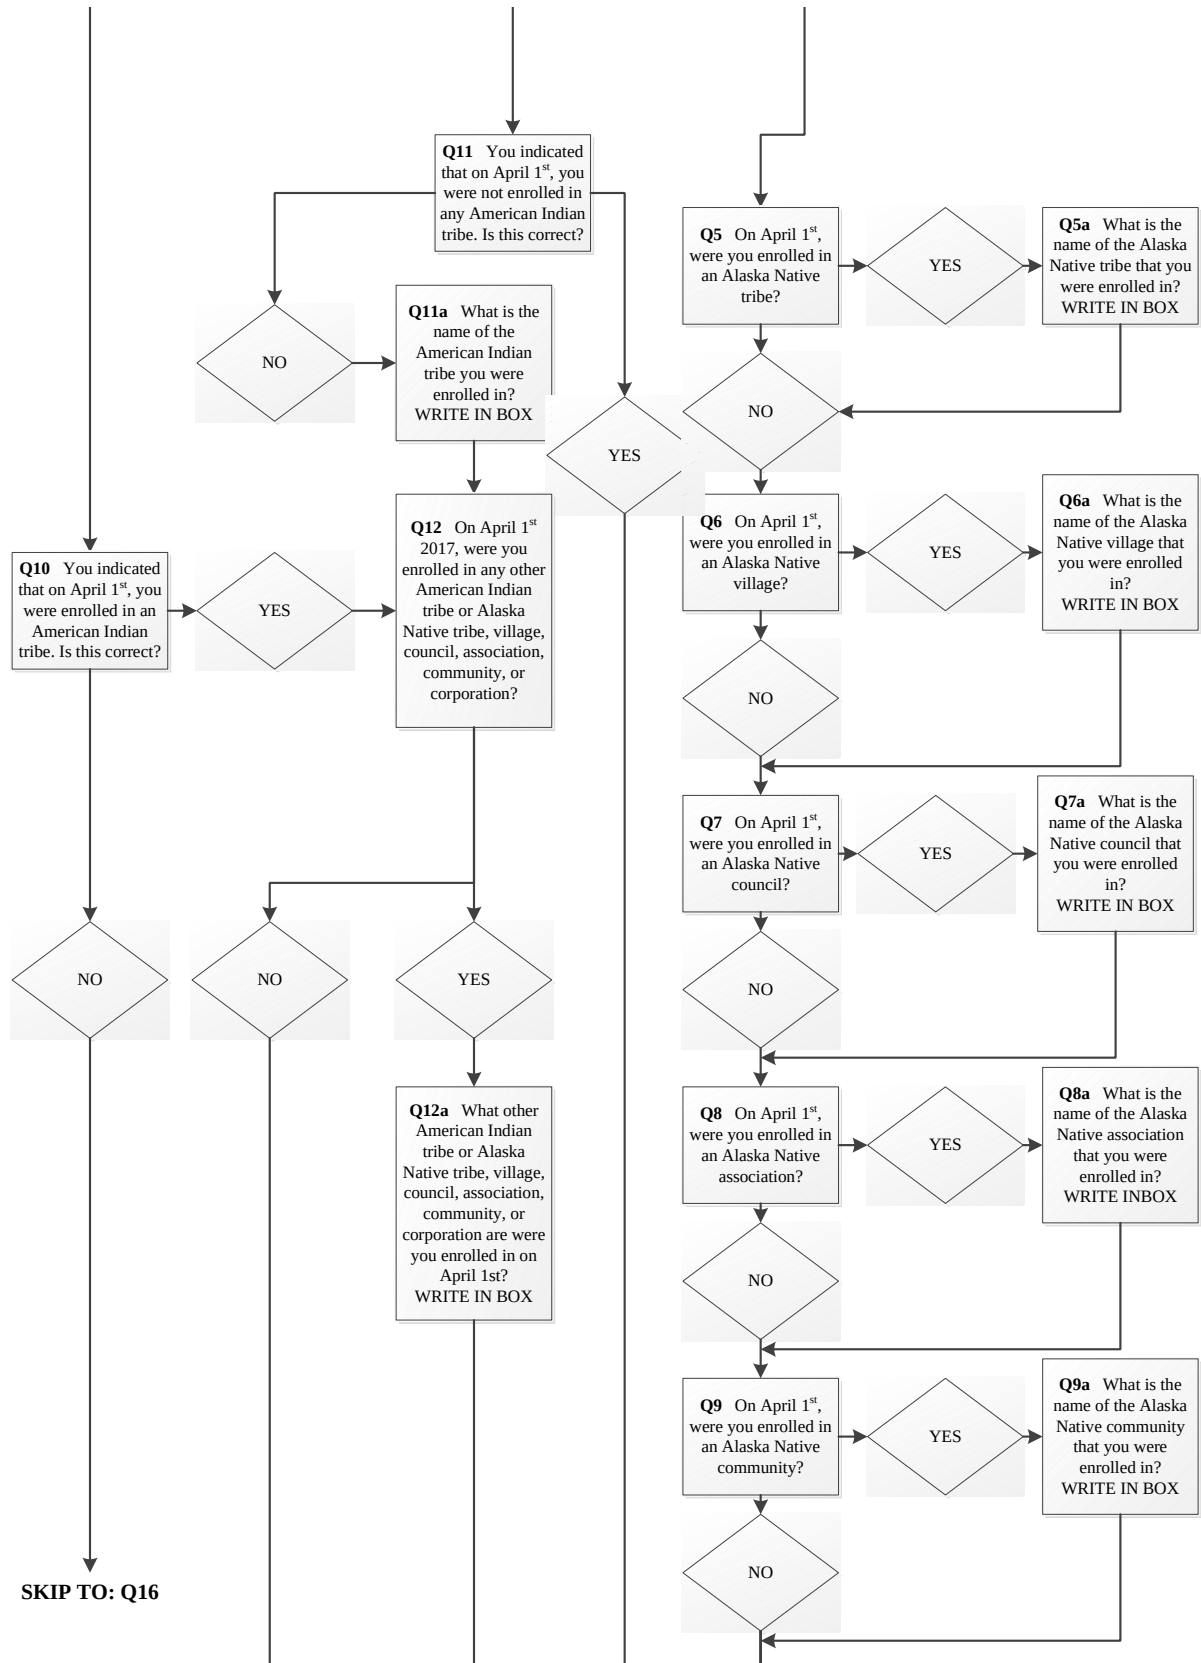 Q11 You indicated
that on April 1st, you
were not enrolled in
any American Indian
tribe. Is this correct?
NO
Q11a What is the
name of the
American Indian
tribe you were
enrolled in?
WRITE IN BOX
YES
Q10 You indicated
that on April 1st, you
were enrolled in an
American Indian
tribe. Is this correct?
YES
Q12 On April 1st
2017, were you
enrolled in any other
American Indian
tribe or Alaska
Native tribe, village,
council, association,
community, or
corporation?
NO
NO
YES
Q12a What other
American Indian
tribe or Alaska
Native tribe, village,
council, association,
community, or
corporation are were
you enrolled in on
April 1st?
WRITE IN BOX
SKIP TO: Q16
Q5 On April 1st,
were you enrolled in
an Alaska Native
tribe?
YES
Q5a What is the
name of the Alaska
Native tribe that you
were enrolled in?
WRITE IN BOX
NO
Q6 On April 1st,
were you enrolled in
an Alaska Native
village?
YES
Q6a What is the
name of the Alaska
Native village that
you were enrolled
in?
WRITE IN BOX
NO
Q7 On April 1st,
were you enrolled in
an Alaska Native
council?
YES
Q7a What is the
name of the Alaska
Native council that
you were enrolled
in?
WRITE IN BOX
NO
Q8 On April 1st,
were you enrolled in
an Alaska Native
association?
YES
Q8a What is the
name of the Alaska
Native association
that you were
enrolled in?
WRITE INBOX
NO
Q9 On April 1st,
were you enrolled in
an Alaska Native
community?
YES
Q9a What is the
name of the Alaska
Native community
that you were
enrolled in?
WRITE IN BOX
NO